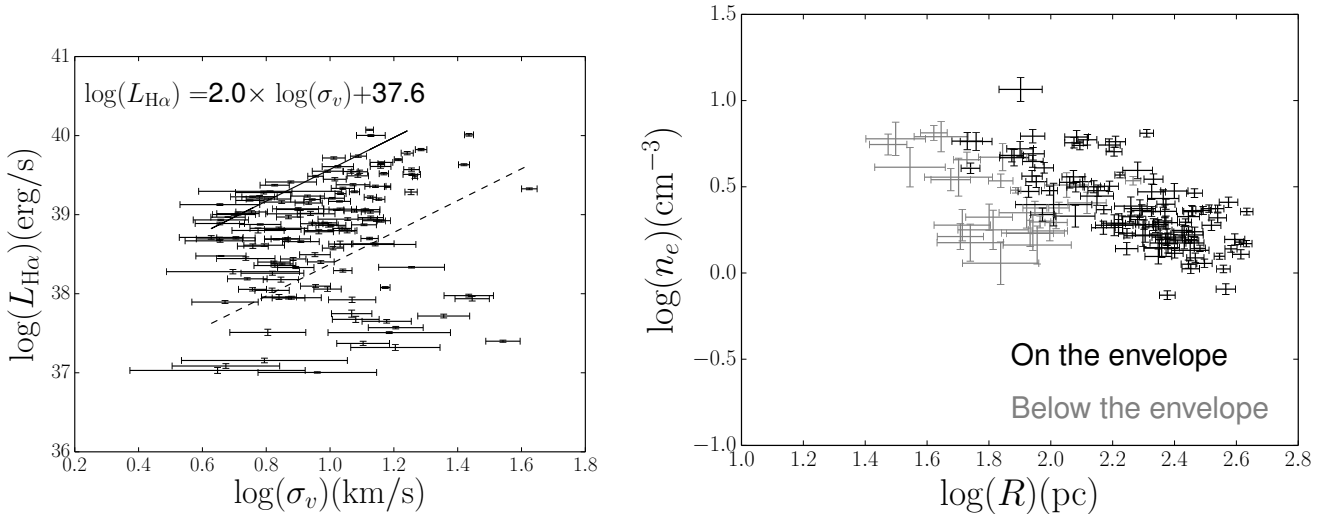 41
40
39
38
37
36
log(L_Hα)(erg/s)
log(L_Hα) =2.0× log(σ_v)+37.6
0.2 0.4 0.6 0.8 1.0 1.2 1.4 1.6 1.8
log(σ_v)(km/s)
1.5
1.0
0.5
0.0
−0.5
−1.0
log(n_e)(cm⁻³)
On the envelope
Below the envelope
1.0 1.2 1.4 1.6 1.8 2.0 2.2 2.4 2.6 2.8
log(R)(pc)